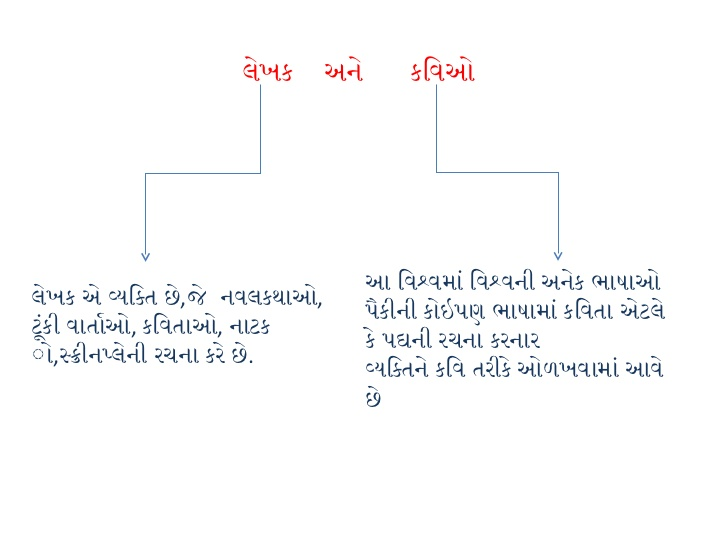 લેખક અને કવિઓ
લેખક એ વ્યક્તિ છે,જે નવલકથાઓ,
ટૂંકી વાર્તાઓ, કવિતાઓ, નાટક
ો,સ્ક્રીનપ્લેની રચના કરે છે.
આ વિશ્વમાં વિશ્વની અનેક ભાષાઓ
પૈકીની કોઇપણ ભાષામાં કવિતા એટલે
કે પદ્યની રચના કરનાર
વ્યક્તિને કવિ તરીકે ઓળખવામાં આવે
છે